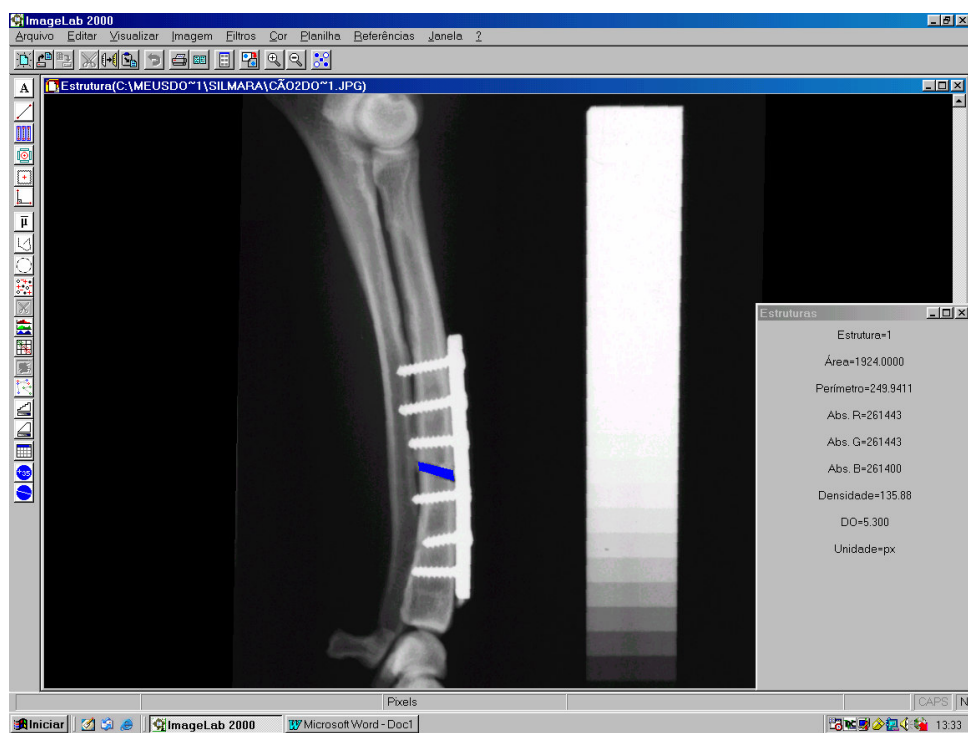 ImageLab 2000
Arquivo Editar Visualizar Imagem Filtros Cor Planilha Referências Janela ?
Estrutura(C:\MEUSDO~1\SILMARA\CÃO2DO~1.JPG)
A
μ
+35
Estruturas
Estrutura=1
Área=1924.0000
Perímetro=249.9411
Abs. R=261443
Abs. G=261443
Abs. B=261400
Densidade=135.88
DO=5.300
Unidade=px
Pixels
CAPS N
Iniciar
ImageLab 2000
Microsoft Word - Doc1
13:33